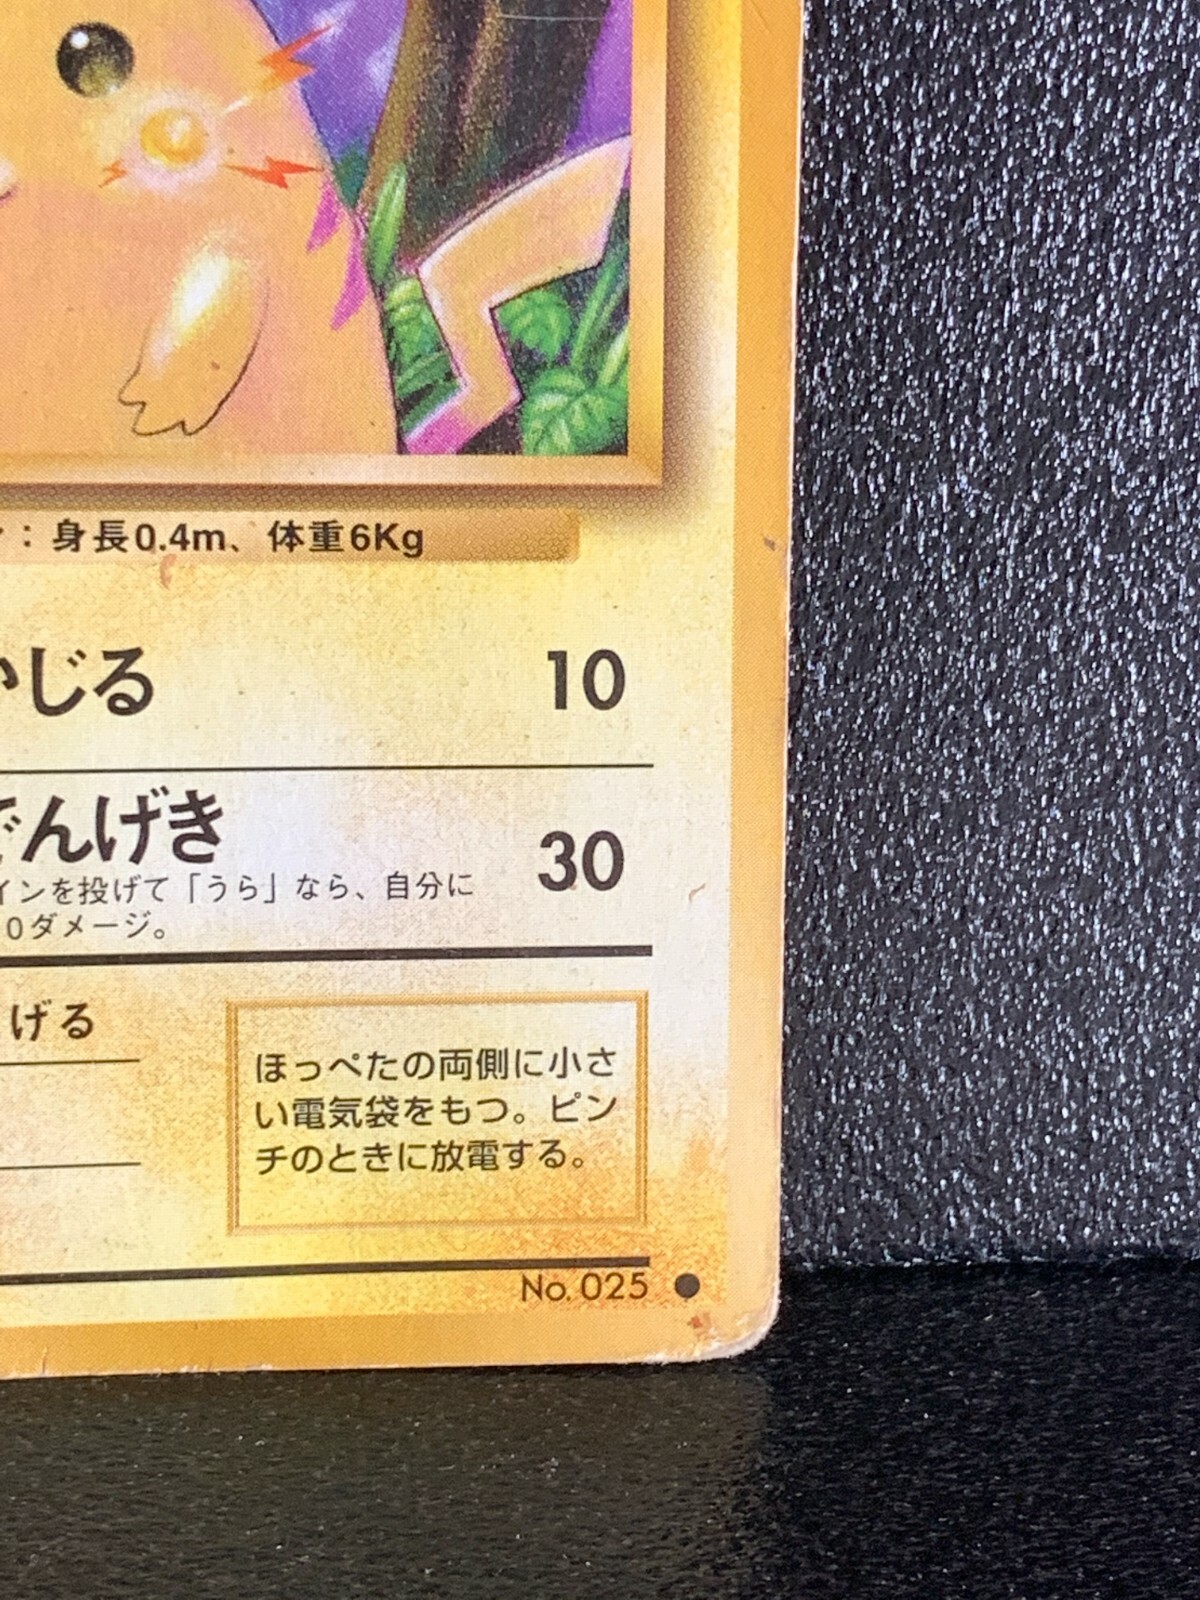 ：身長0.4m、体重6Kg
かじる 10
でんげき 30
インを投げて「うら」なら、自分に
0ダメージ。
げる
ほっぺたの両側に小さ
い電気袋をもつ。ピン
チのときに放電する。
No. 025 ●